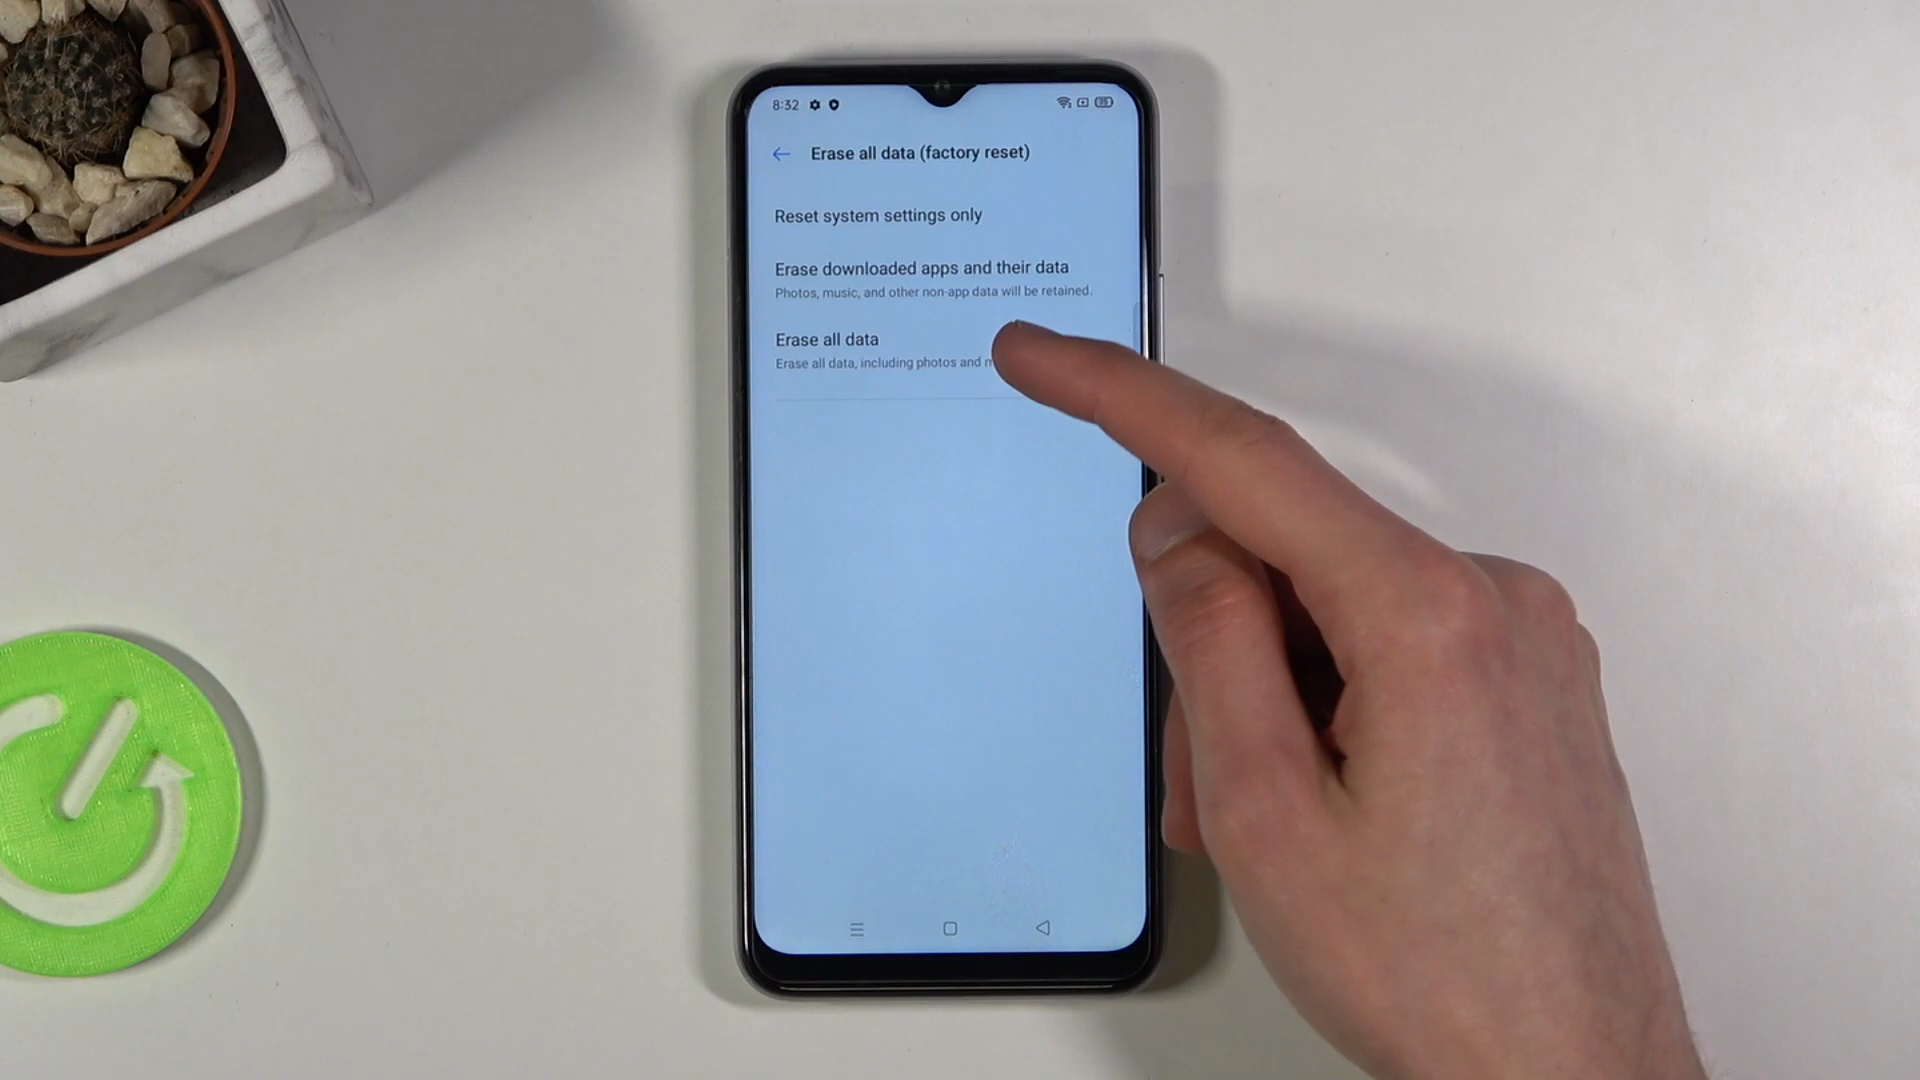 8:32
Erase all data (factory reset)
Reset system settings only
Erase downloaded apps and their data
Photos, music, and other non-app data will be retained.
Erase all data
Erase all data, including photos and